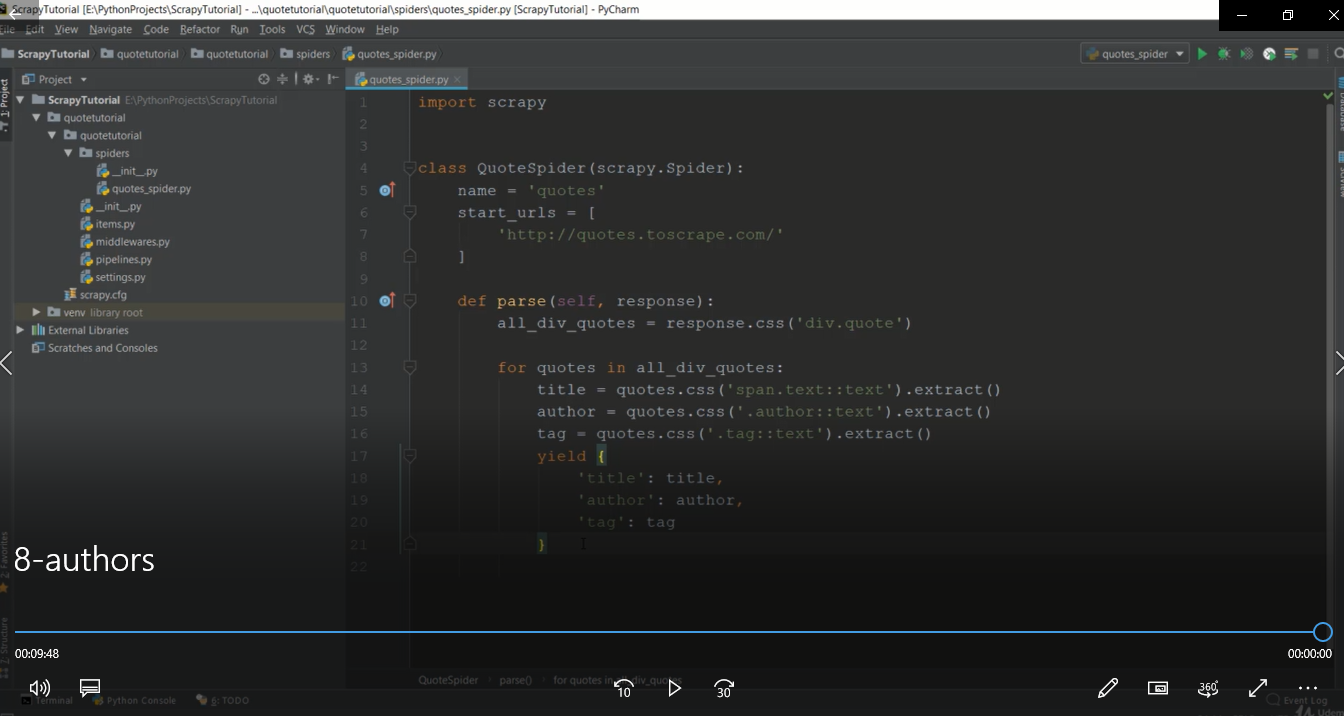 ScrapyTutorial [E:\PythonProjects\ScrapyTutorial] - ...\quotetutorial\quotetutorial\spiders\quotes_spider.py [ScrapyTutorial] - PyCharm
File Edit View Navigate Code Refactor Run Tools VCS Window Help
ScrapyTutorial quotetutorial quotetutorial spiders quotes_spider.py quotes_spider
1: Project
Project
quotes_spider.py
ScrapyTutorial E:\PythonProjects\ScrapyTutorial
quotetutorial
quotetutorial
spiders
__init__.py
quotes_spider.py
__init__.py
items.py
middlewares.py
pipelines.py
settings.py
scrapy.cfg
venv library root
External Libraries
Scratches and Consoles
1 import scrapy
2
3
4 class QuoteSpider(scrapy.Spider):
5 name = 'quotes'
6 start_urls = [
7 'http://quotes.toscrape.com/'
8 ]
9
10 def parse(self, response):
11 all_div_quotes = response.css('div.quote')
12
13 for quotes in all_div_quotes:
14 title = quotes.css('span.text::text').extract()
15 author = quotes.css('.author::text').extract()
16 tag = quotes.css('.tag::text').extract()
17 yield {
18 'title': title,
19 'author': author,
20 'tag': tag
21 }
22
Database
SciView
2: Favorites
Z: Structure
8-authors
00:09:48
00:00:00
QuoteSpider parse() for quotes in all_div_quotes
10
30
360
Terminal Python Console 6: TODO
Event Log